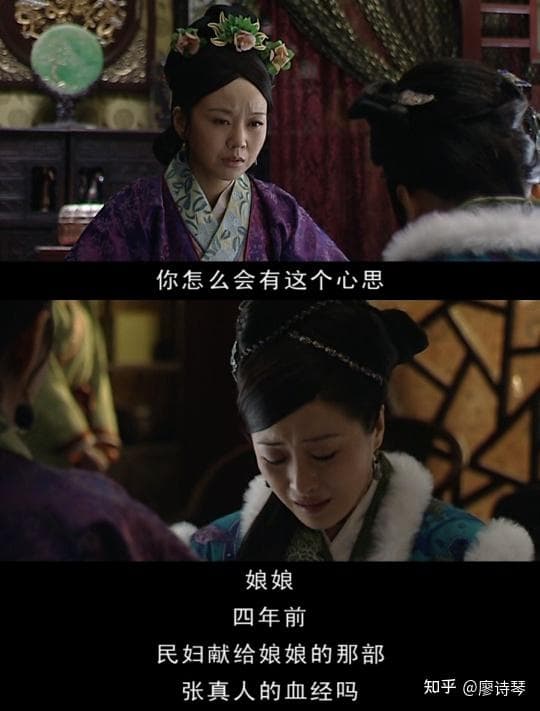 你怎么会有这个心思
娘娘
四年前
民妇献给娘娘的那部
张真人的血经吗
知乎 @廖诗琴